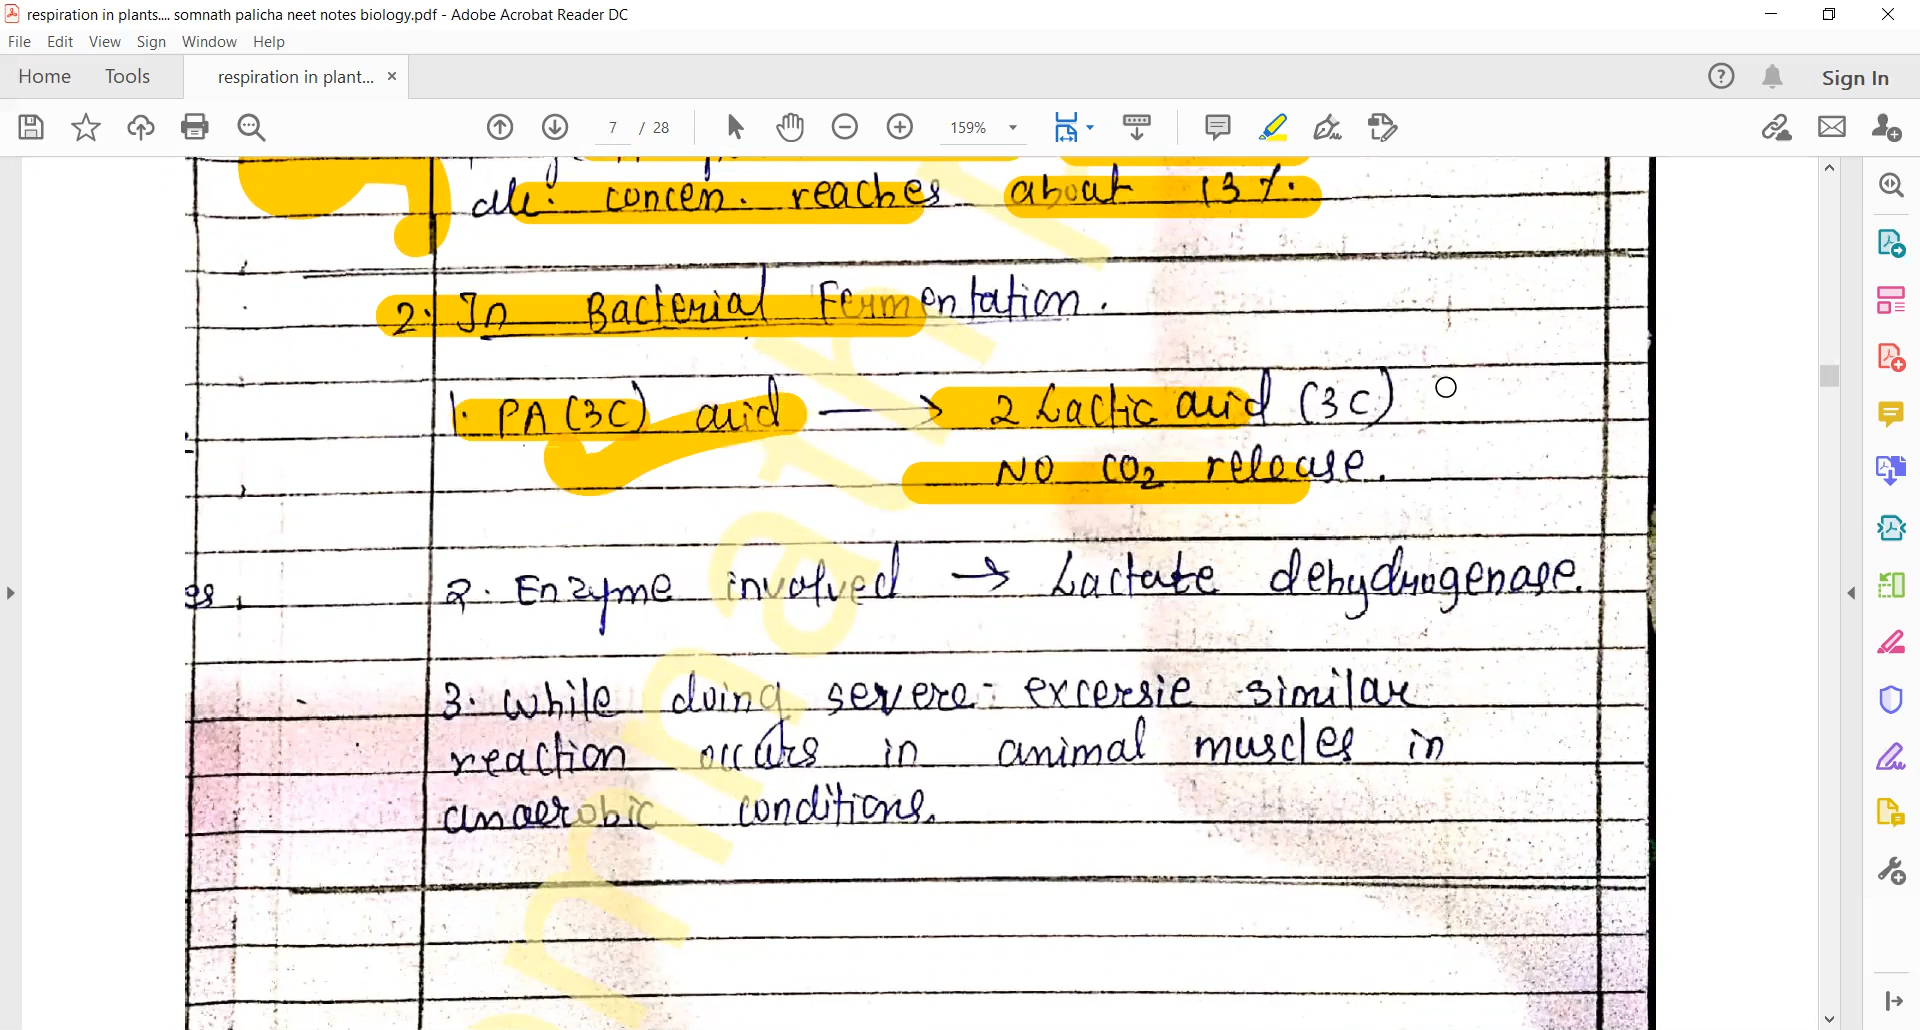 respiration in plants.... somnath palicha neet notes biology.pdf - Adobe Acrobat Reader DC
File Edit View Sign Window Help
Home Tools respiration in plant... × Sign In
7 / 28 159%
concen. reaches about 13%.
2. In Bacterial Fermentation.
1. PA (3C) acid → 2 Lactic acid (3C)
NO CO₂ release.
2. Enzyme involved → Lactate dehydrogenase.
es
3. While doing severe excersie similar
reaction occurs in animal muscles in
anaerobic conditions.